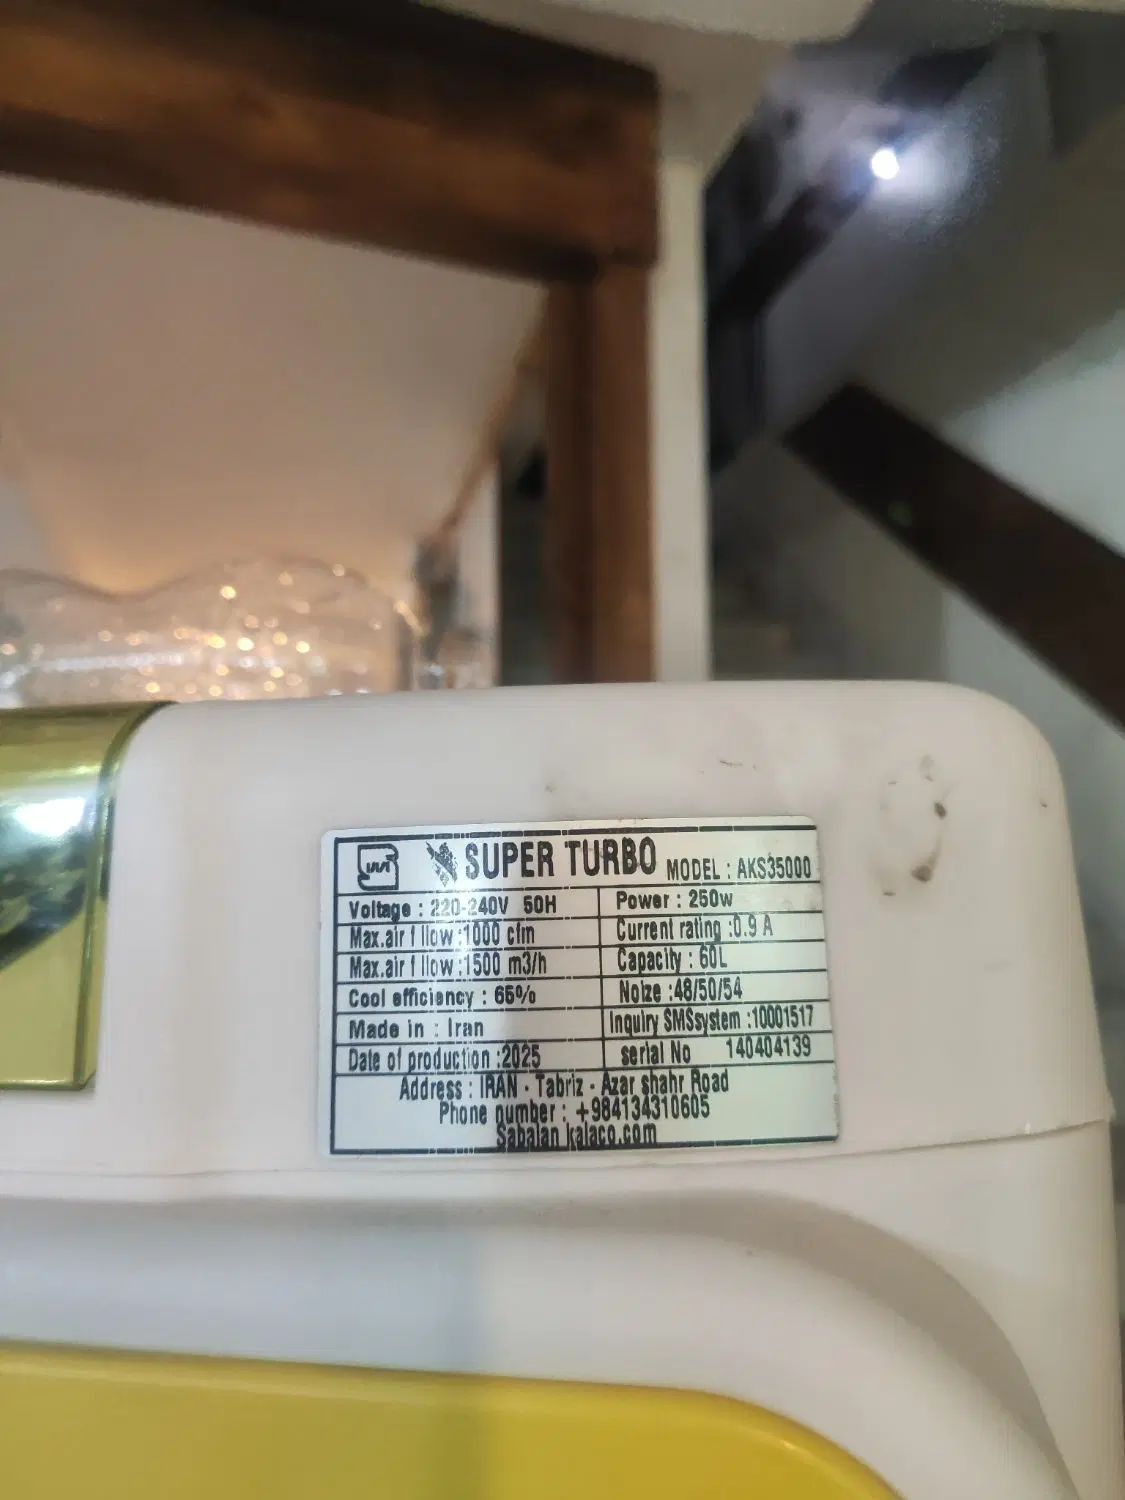 SUPER TURBO MODEL : AKS35000
Voltage : 220-240V 50H
Power : 250w
Max.air f llow :1000 cfm
Current rating :0.9 A
Max.air f llow :1500 m3/h
Capacity : 60L
Cool efficiency : 65%
Noize :48/50/54
Made in : Iran
Inquiry SMSsystem :10001517
Date of production :2025
serial No 140404139
Address : IRAN - Tabriz - Azar shahr Road
Phone number : +984134310605
Sabalan kalaco.com